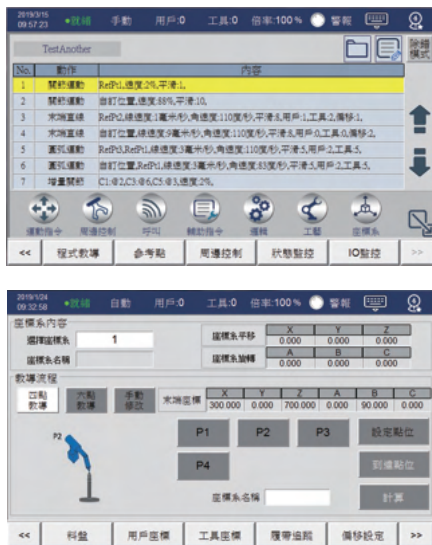 2019/3/15
09:57:23 ●就緒 手動 用戶:0 工具:0 倍率:100% 警報
TestAnother
除錯模式
No. 動作 內容
1 關節運動 RefPt1,速度:2%,平滑:1,
2 關節運動 自訂位置,速度:88%,平滑:10,
3 末端直線 RefPt2,線速度:1毫米/秒,角速度:110度/秒,平滑:8,用戶:1,工具:2,偏移:1,
4 末端直線 自訂位置,線速度:9毫米/秒,角速度:110度/秒,平滑:8,用戶:0,工具:0,偏移:2,
5 圓弧運動 RefPt3,RefPt1,線速度:3毫米/秒,角速度:110度/秒,平滑:5,用戶:2,工具:5,
6 圓弧運動 自訂位置,RefPt1,線速度:3毫米/秒,角速度:83度/秒,平滑:5,用戶:2,工具:5,
7 增量關節 C1:@2,C3:@6,C5:@3,速度:2%,
運動指令 周邊控制 呼叫 輔助指令 邏輯 工藝 座標系
<< 程式教導 參考點 周邊控制 狀態監控 IO監控 >>
2019/1/24
09:32:58 ●就緒 自動 用戶:0 工具:0 倍率:100% 警報
座標系內容
選擇座標系 1
座標系名稱
座標系平移 X Y Z
0.000 0.000 0.000
座標系旋轉 A B C
0.000 0.000 0.000
教導流程
四點教導 六點教導 手動修改
末端座標 X Y Z A B C
300.000 0.000 700.000 0.000 90.000 0.000
P2
P1 P2 P3 設定點位
P4 到達點位
座標系名稱 計算
<< 料盤 用戶座標 工具座標 履帶追蹤 偏移設定 >>